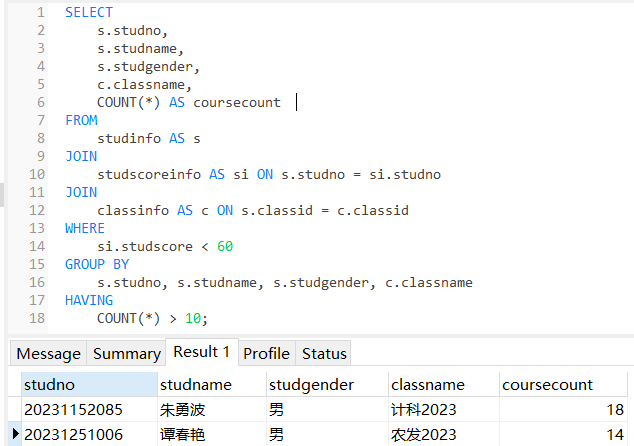 1 SELECT
2 s.studno,
3 s.studname,
4 s.studgender,
5 c.classname,
6 COUNT(*) AS coursecount
7 FROM
8 studinfo AS s
9 JOIN
10 studscoreinfo AS si ON s.studno = si.studno
11 JOIN
12 classinfo AS c ON s.classid = c.classid
13 WHERE
14 si.studscore < 60
15 GROUP BY
16 s.studno, s.studname, s.studgender, c.classname
17 HAVING
18 COUNT(*) > 10;
Message Summary Result 1 Profile Status
studno studname studgender classname coursecount
20231152085 朱勇波 男 计科2023 18
20231251006 谭春艳 男 农发2023 14